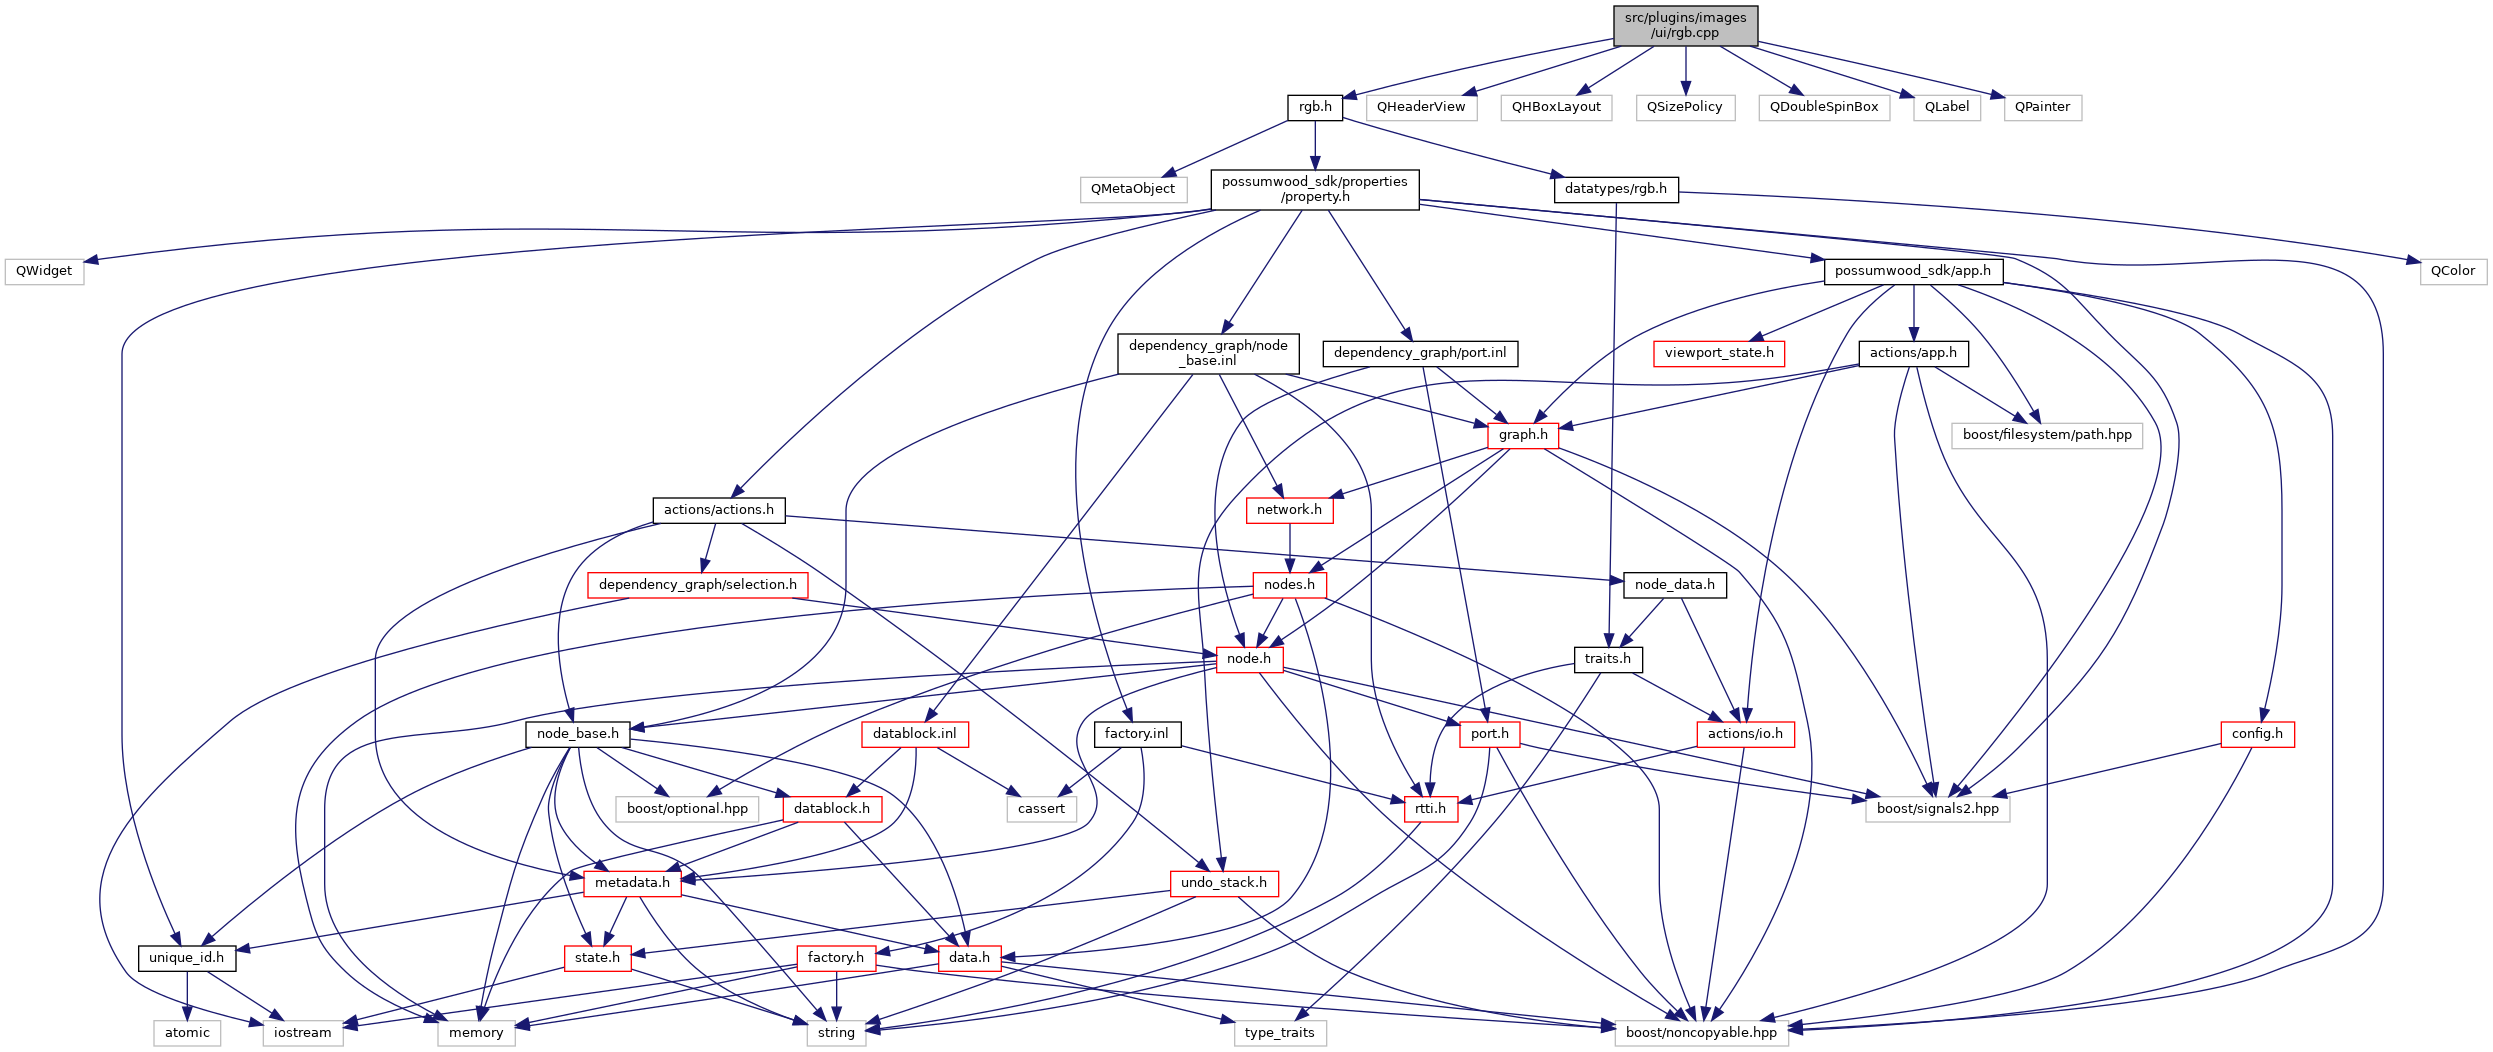 src/plugins/images
/ui/rgb.cpp
rgb.h
QHeaderView
QHBoxLayout
QSizePolicy
QDoubleSpinBox
QLabel
QPainter
QMetaObject
possumwood_sdk/properties
/property.h
datatypes/rgb.h
QWidget
possumwood_sdk/app.h
QColor
dependency_graph/node
_base.inl
dependency_graph/port.inl
viewport_state.h
actions/app.h
graph.h
boost/filesystem/path.hpp
actions/actions.h
network.h
dependency_graph/selection.h
nodes.h
node_data.h
node.h
traits.h
node_base.h
datablock.inl
factory.inl
port.h
actions/io.h
config.h
boost/optional.hpp
datablock.h
cassert
rtti.h
boost/signals2.hpp
metadata.h
undo_stack.h
unique_id.h
state.h
factory.h
data.h
atomic
iostream
memory
string
type_traits
boost/noncopyable.hpp